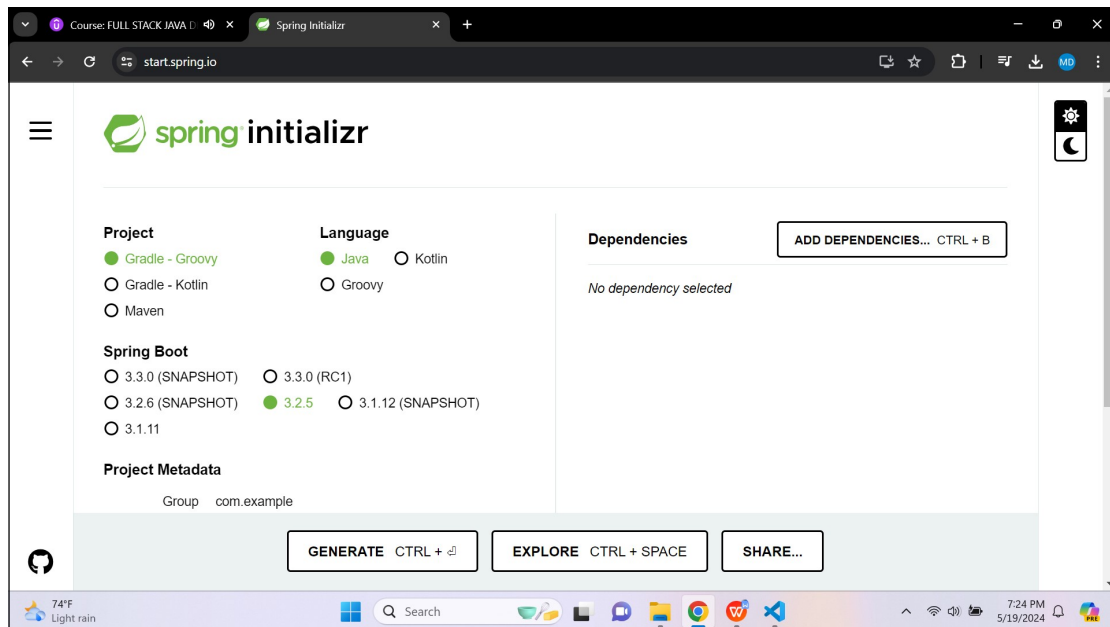 Course: FULL STACK JAVA D
Spring Initializr
start.spring.io
MD
spring initializr
Project
Gradle - Groovy
Gradle - Kotlin
Maven
Language
Java Kotlin
Groovy
Spring Boot
3.3.0 (SNAPSHOT) 3.3.0 (RC1)
3.2.6 (SNAPSHOT) 3.2.5 3.1.12 (SNAPSHOT)
3.1.11
Project Metadata
Group com.example
Dependencies
ADD DEPENDENCIES... CTRL + B
No dependency selected
GENERATE CTRL + ⏎
EXPLORE CTRL + SPACE
SHARE...
74°F
Light rain
Search
7:24 PM
5/19/2024
PRE